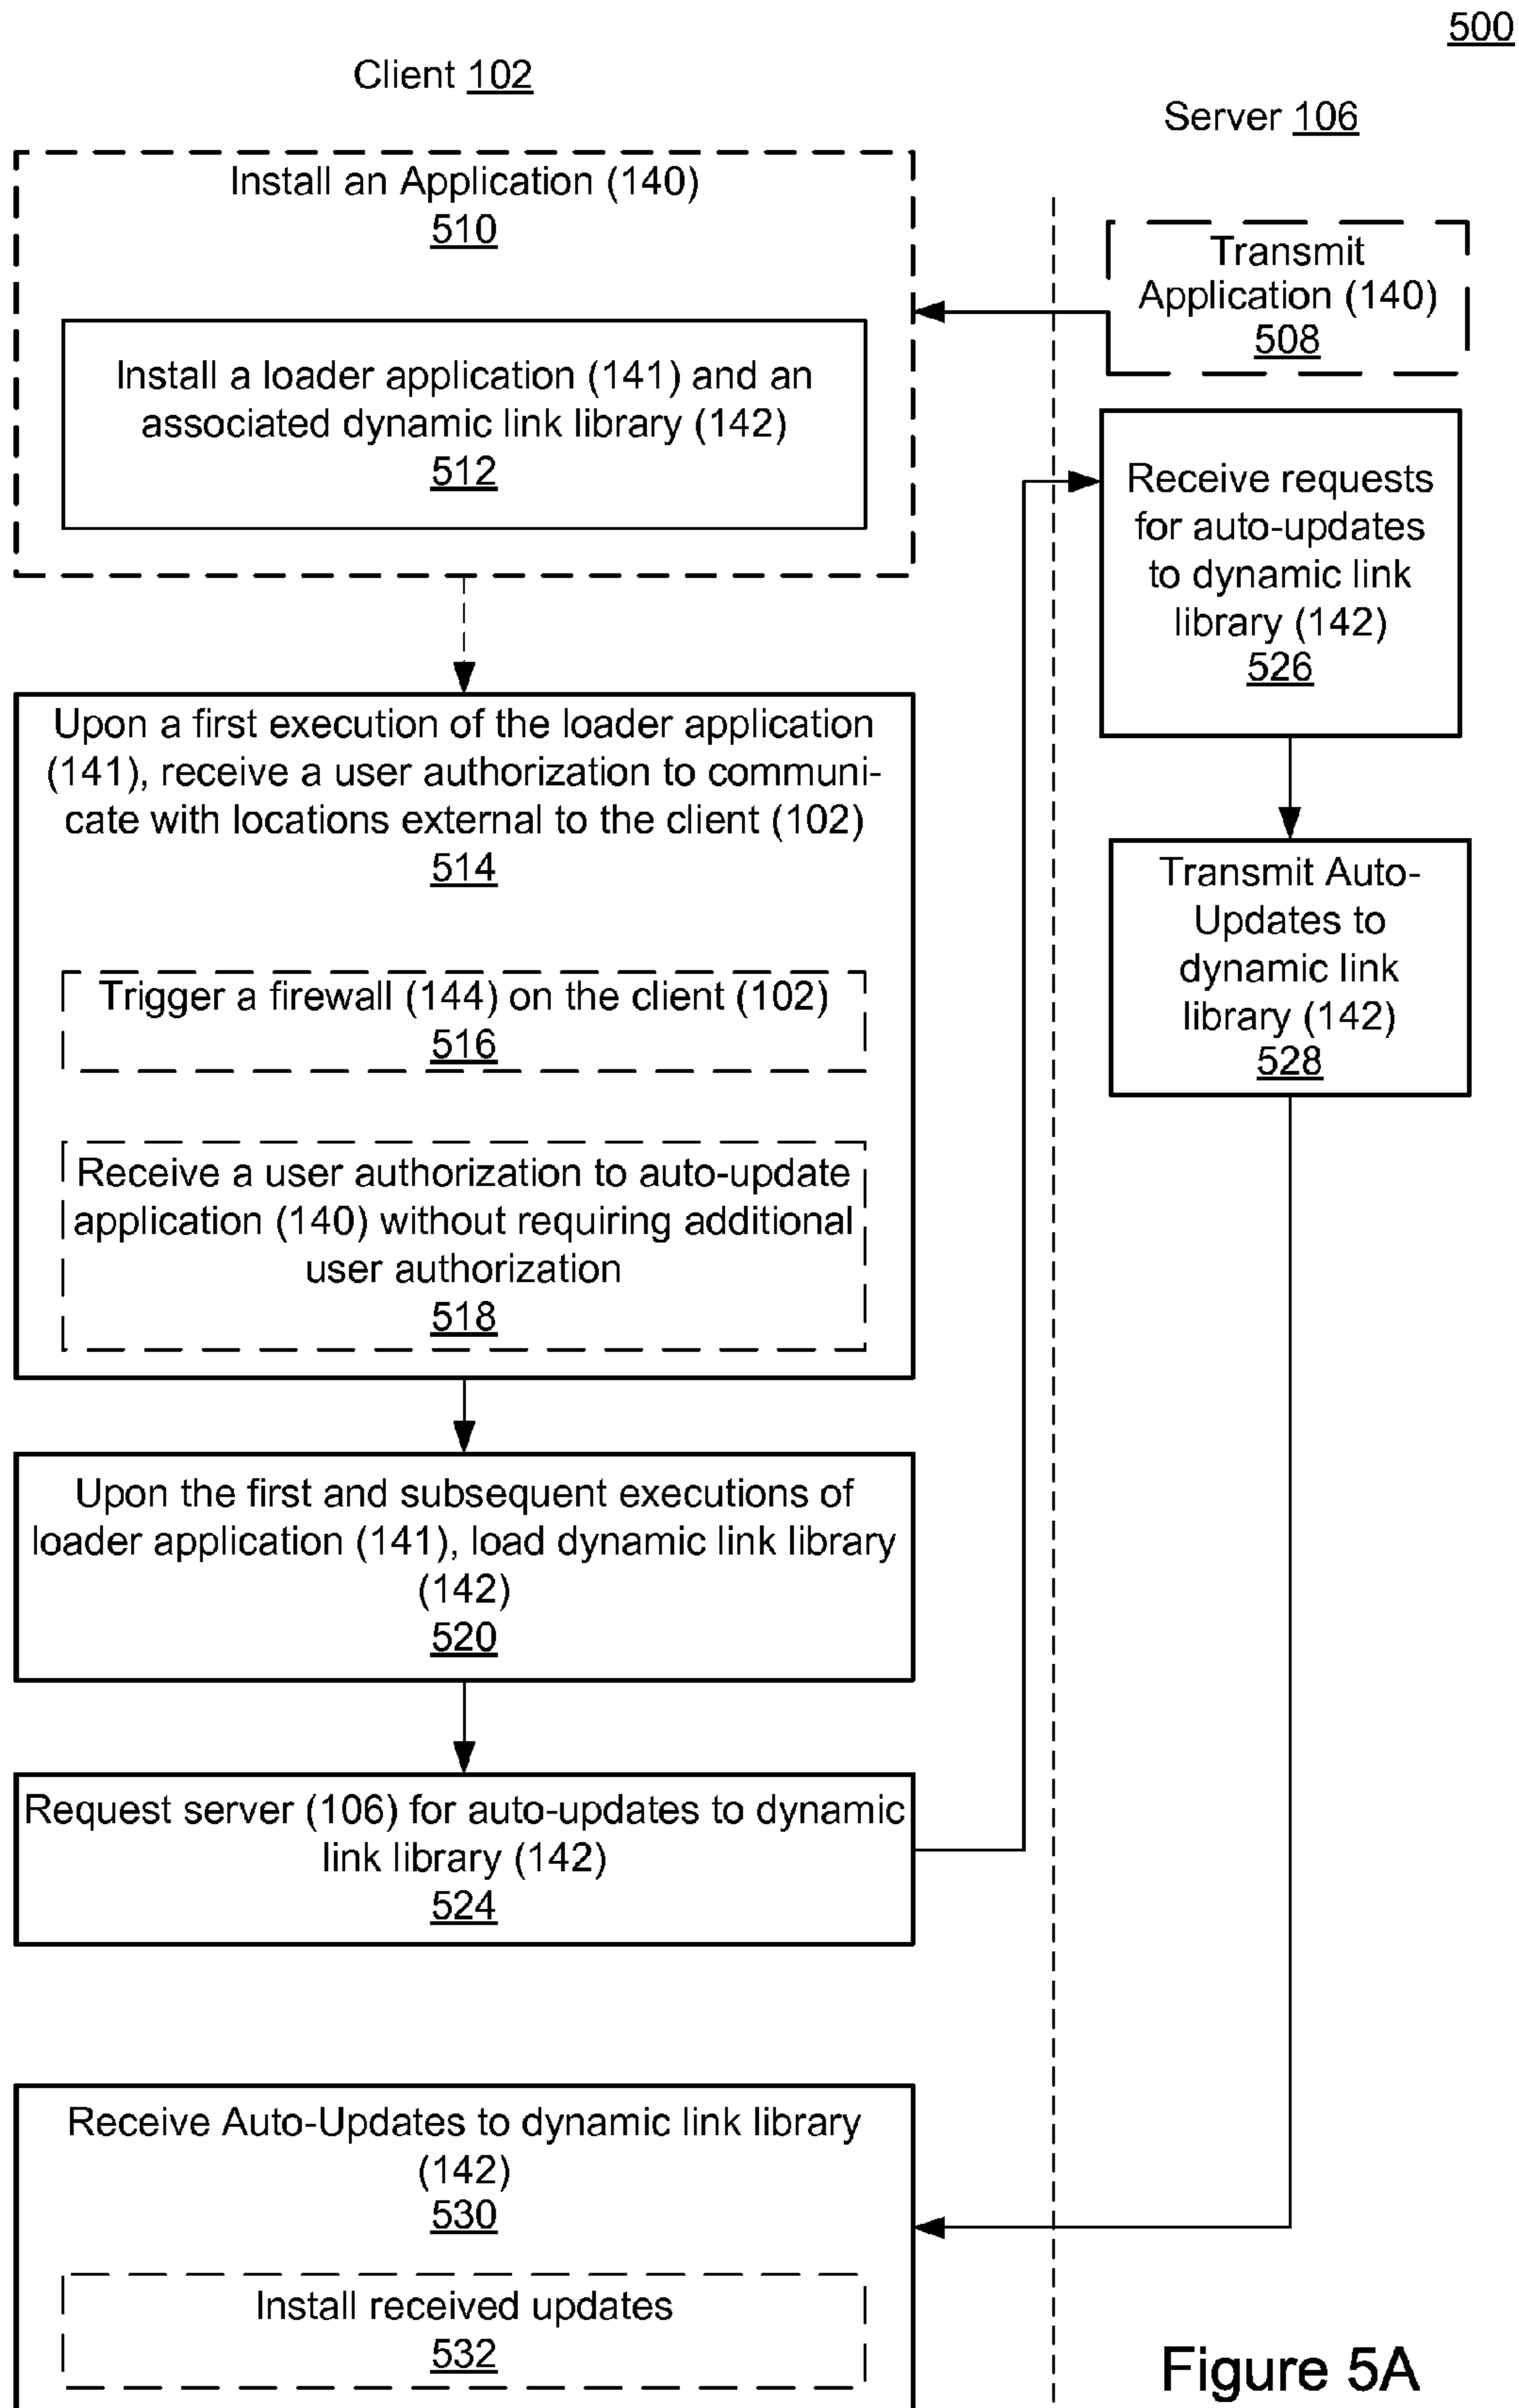 500
Client 102
Server 106
Install an Application (140)
510
Install a loader application (141) and an
associated dynamic link library (142)
512
Transmit
Application (140)
508
Receive requests
for auto-updates
to dynamic link
library (142)
526
Upon a first execution of the loader application
(141), receive a user authorization to communi-
cate with locations external to the client (102)
514
Trigger a firewall (144) on the client (102)
516
Receive a user authorization to auto-update
application (140) without requiring additional
user authorization
518
Transmit Auto-
Updates to
dynamic link
library (142)
528
Upon the first and subsequent executions of
loader application (141), load dynamic link library
(142)
520
Request server (106) for auto-updates to dynamic
link library (142)
524
Receive Auto-Updates to dynamic link library
(142)
530
Install received updates
532
Figure 5A